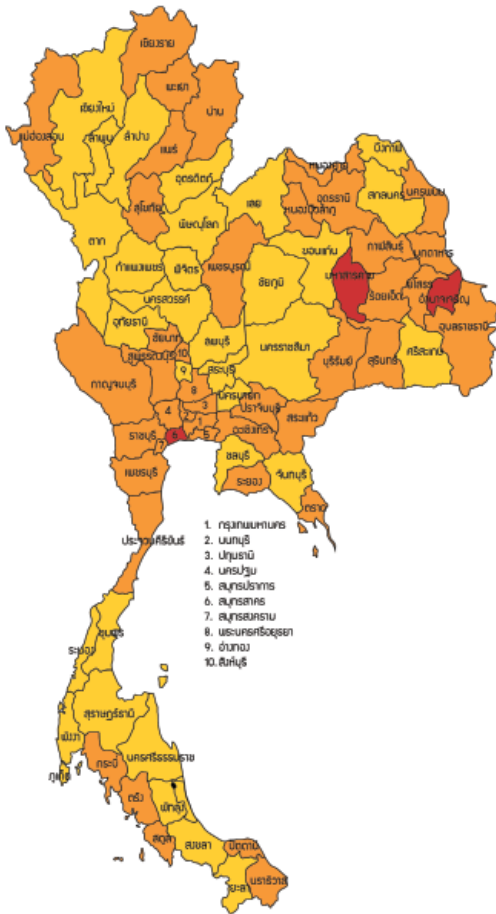 เชียงราย
พะเยา
เชียงใหม่
น่าน
แม่ฮ่องสอน
ลำพูน
ลำปาง
แพร่
บึงกาฬ
หนองคาย
อุตรดิตถ์
เลย
อุดรธานี
สกลนคร
นครพนม
สุโขทัย
หนองบัวลำภู
พิษณุโลก
ตาก
ขอนแก่น
กาฬสินธุ์
มุกดาหาร
กำแพงเพชร
พิจิตร
เพชรบูรณ์
ชัยภูมิ
มหาสารคาม
ร้อยเอ็ด
ยโสธร
อำนาจเจริญ
นครสวรรค์
อุบลราชธานี
อุทัยธานี
ชัยนาท
ลพบุรี
นครราชสีมา
บุรีรัมย์
สุรินทร์
ศรีสะเกษ
สุพรรณบุรี
10
สระบุรี
9
กาญจนบุรี
8
นครนายก
ปราจีนบุรี
สระแก้ว
3
4
2
1
ฉะเชิงเทรา
ราชบุรี
6
5
7
ชลบุรี
เพชรบุรี
ระยอง
จันทบุรี
ตราด
ประจวบคีรีขันธ์
1. กรุงเทพมหานคร
2. นนทบุรี
3. ปทุมธานี
4. นครปฐม
5. สมุทรปราการ
6. สมุทรสาคร
7. สมุทรสงคราม
8. พระนครศรีอยุธยา
9. อ่างทอง
10. สิงห์บุรี
ชุมพร
ระนอง
สุราษฎร์ธานี
พังงา
นครศรีธรรมราช
กระบี่
ภูเก็ต
ตรัง
พัทลุง
สตูล
สงขลา
ปัตตานี
ยะลา
นราธิวาส